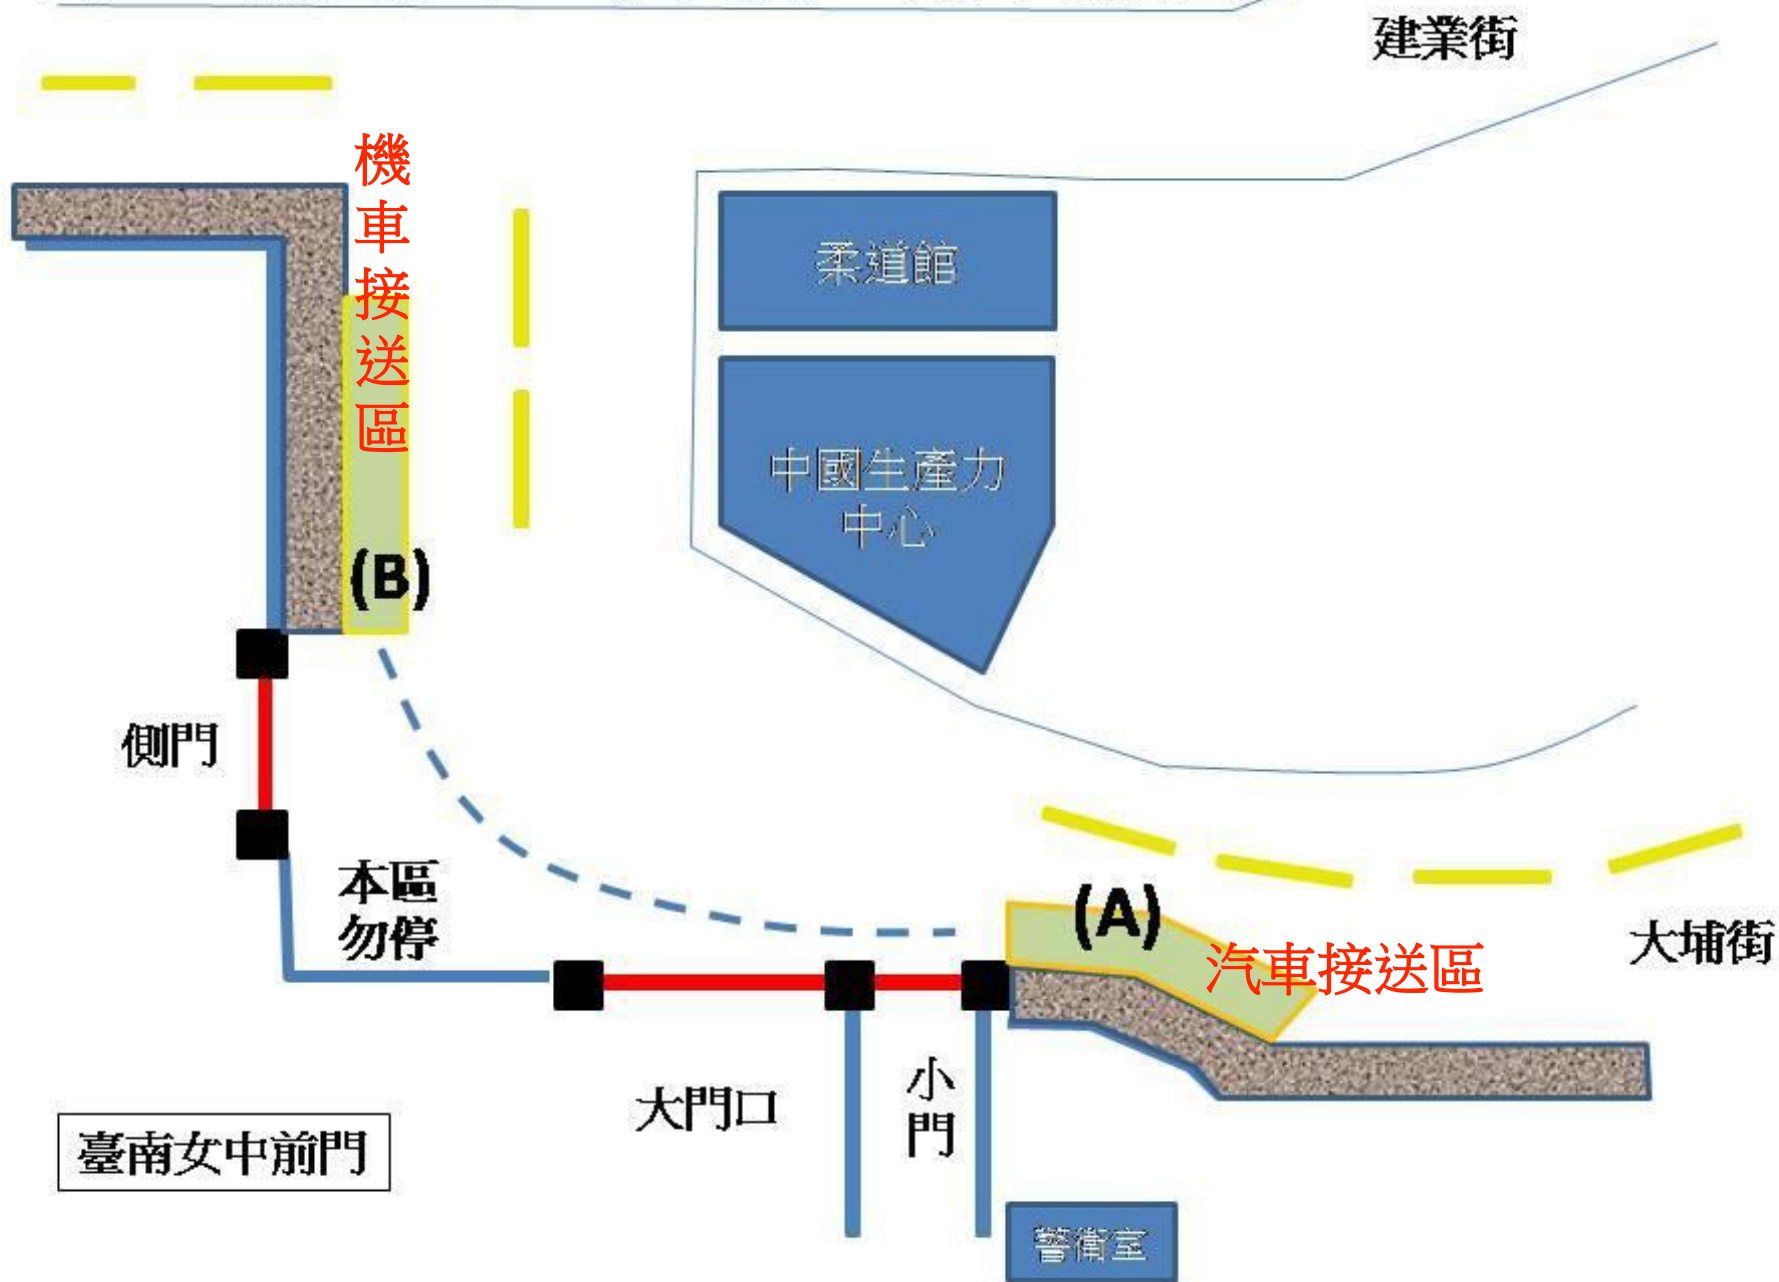 建業街
機車接送區
柔道館
中國生產力
中心
(B)
側門
本區
勿停
(A)
汽車接送區
大埔街
大門口
小門
臺南女中前門
警衛室